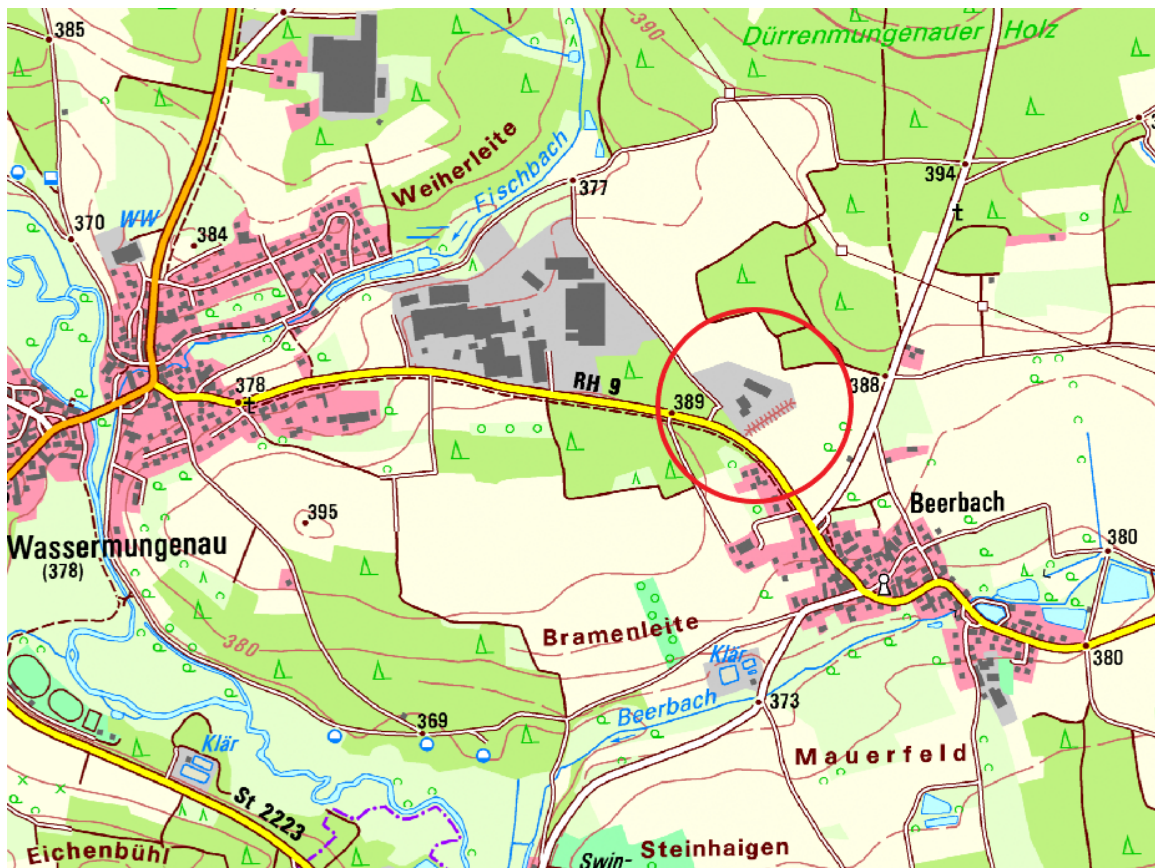 385
390
Dürrenmungenauer Holz
Weiherleite
Fischbach
377
394
370
WW
384
388
378
RH 9
389
395
Beerbach
Wassermungenau
(378)
380
380
Bramenleite
Klär
380
Beerbach
373
369
Klär
Mauerfeld
St 2223
Eichenbühl
Swin-
Steinhaigen